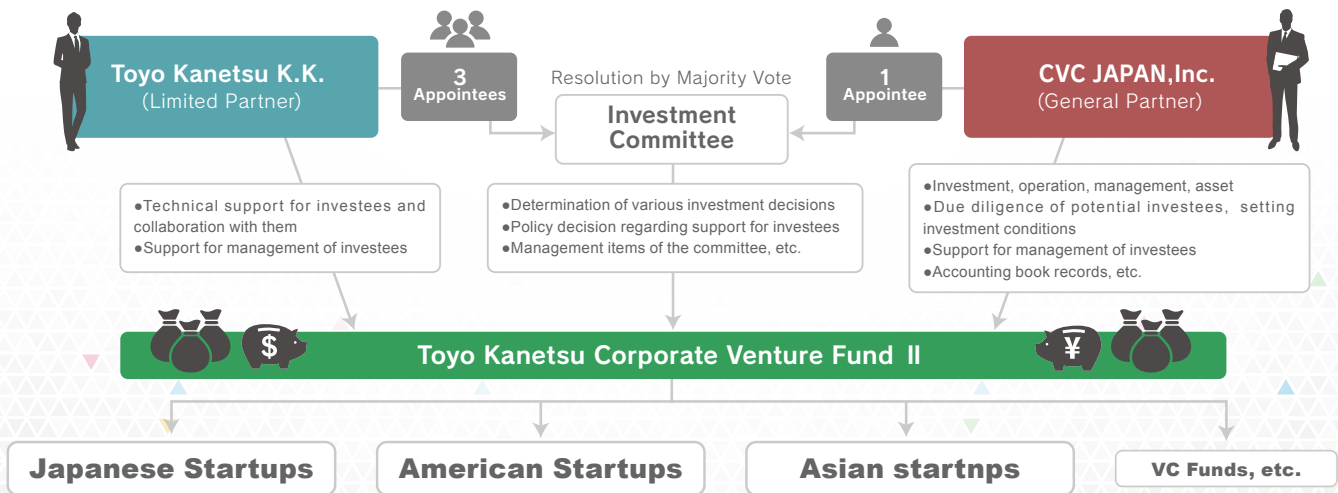 Toyo Kanetsu K.K.
(Limited Partner)
3
Appointees
Resolution by Majority Vote
Investment
Committee
1
Appointee
CVC JAPAN,Inc.
(General Partner)
●Technical support for investees and
collaboration with them
●Support for management of investees
●Determination of various investment decisions
●Policy decision regarding support for investees
●Management items of the committee, etc.
●Investment, operation, management, asset
●Due diligence of potential investees, setting
investment conditions
●Support for management of investees
●Accounting book records, etc.
$
Toyo Kanetsu Corporate Venture Fund II
¥
Japanese Startups
American Startups
Asian startnps
VC Funds, etc.